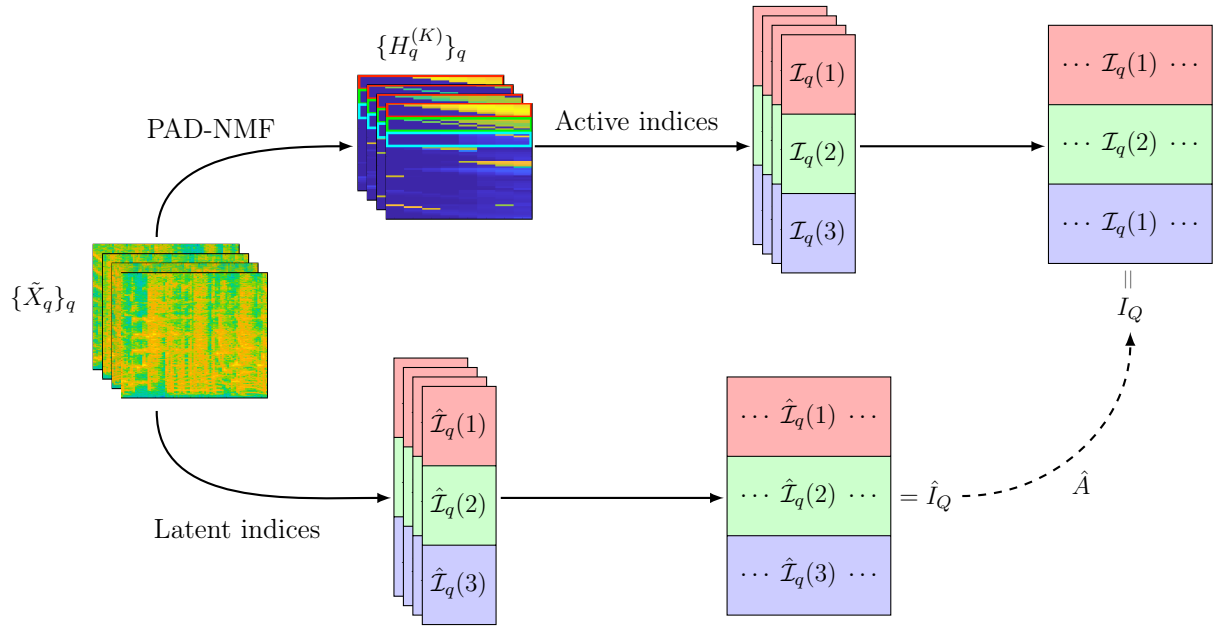 {H_q^{(K)}}_q
PAD-NMF
Active indices
ℐ_q(1)
ℐ_q(2)
ℐ_q(3)
⋯ ℐ_q(1) ⋯
⋯ ℐ_q(2) ⋯
⋯ ℐ_q(1) ⋯
=
I_Q
{X̃_q}_q
Latent indices
ℐ̂_q(1)
ℐ̂_q(2)
ℐ̂_q(3)
⋯ ℐ̂_q(1) ⋯
⋯ ℐ̂_q(2) ⋯
⋯ ℐ̂_q(3) ⋯
= Î_Q
Â